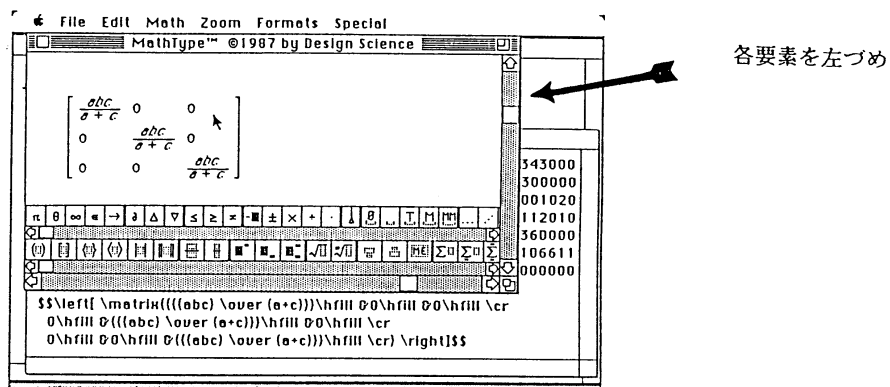 File Edit Math Zoom Formats Special
MathType™ ©1987 by Design Science
各要素を左づめ
abc
a + c
0 0
0
abc
a + c
0
0 0
abc
a + c
343000
300000
001020
112010
360000
106611
000000
π θ ∞ ∈ → ∂ Δ ∇ ≤ ≥ ≠ ± × + ·
Σ Σ Σ
$$\left[ \matrix{{{{abc} \over {a+c}}}\hfill &0\hfill &0\hfill \cr
0\hfill &{{{abc} \over {a+c}}}\hfill &0\hfill \cr
0\hfill &0\hfill &{{{abc} \over {a+c}}}\hfill \cr} \right]$$